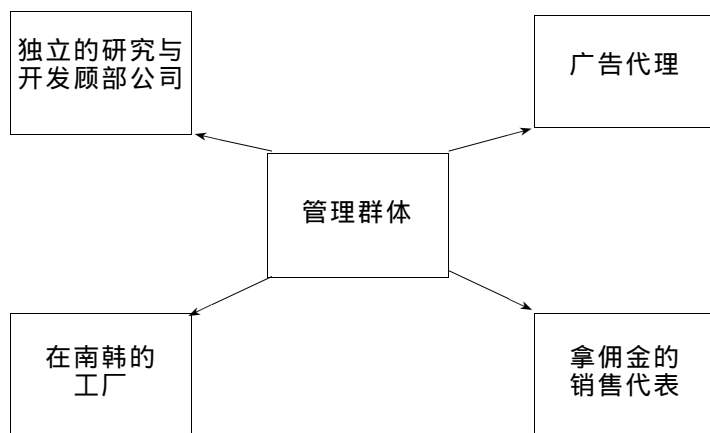 独立的研究与
开发顾部公司
广告代理
管理群体
在南韩的
工厂
拿佣金的
销售代表